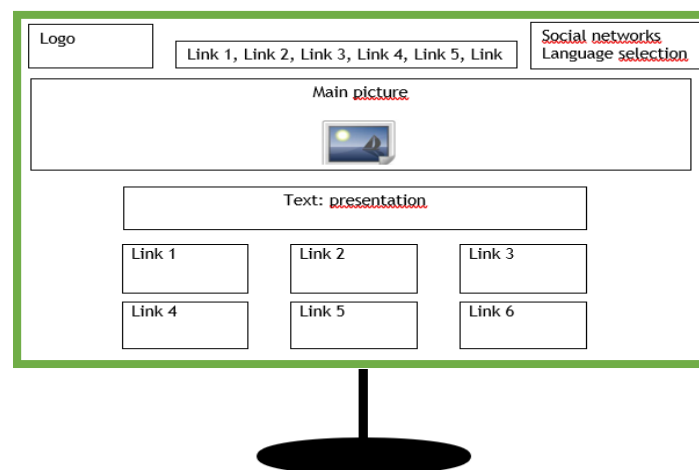 Logo
Link 1, Link 2, Link 3, Link 4, Link 5, Link
Social networks
Language selection
Main picture
Text: presentation
Link 1
Link 2
Link 3
Link 4
Link 5
Link 6